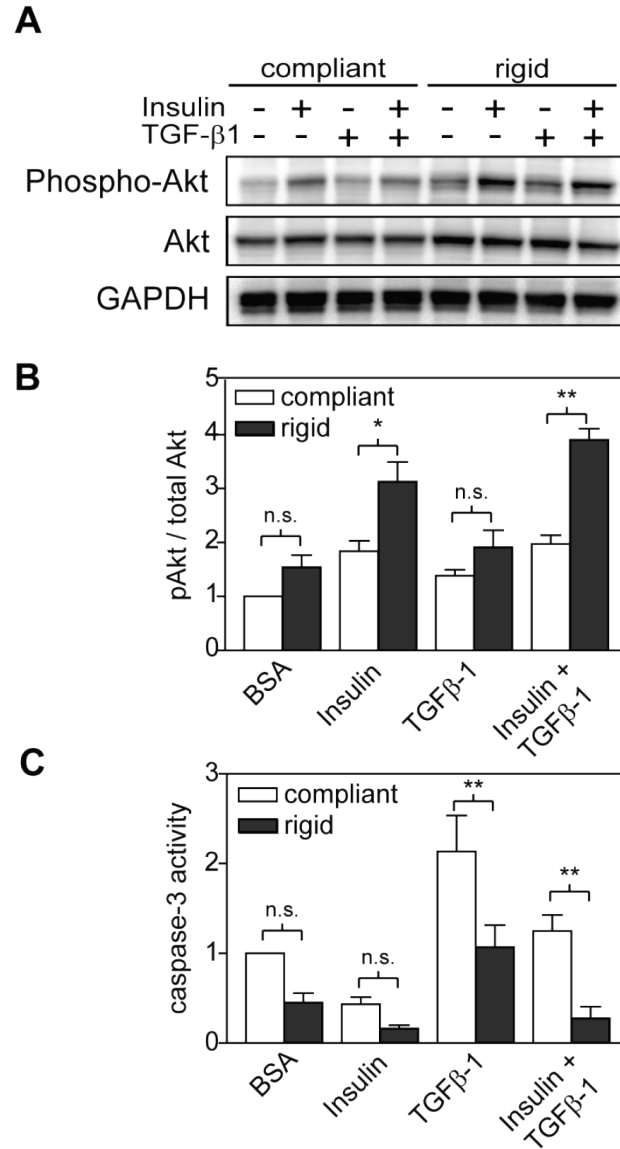 A
compliant rigid
Insulin - + - + - + - +
TGF-β1 - - + + - - + +
Phospho-Akt
Akt
GAPDH
B
pAkt / total Akt
5
4
3
2
1
0
compliant
rigid
n.s.
*
n.s.
**
BSA
Insulin
TGFβ-1
Insulin +
TGFβ-1
C
caspase-3 activity
3
2
1
0
compliant
rigid
n.s.
n.s.
**
**
BSA
Insulin
TGFβ-1
Insulin +
TGFβ-1